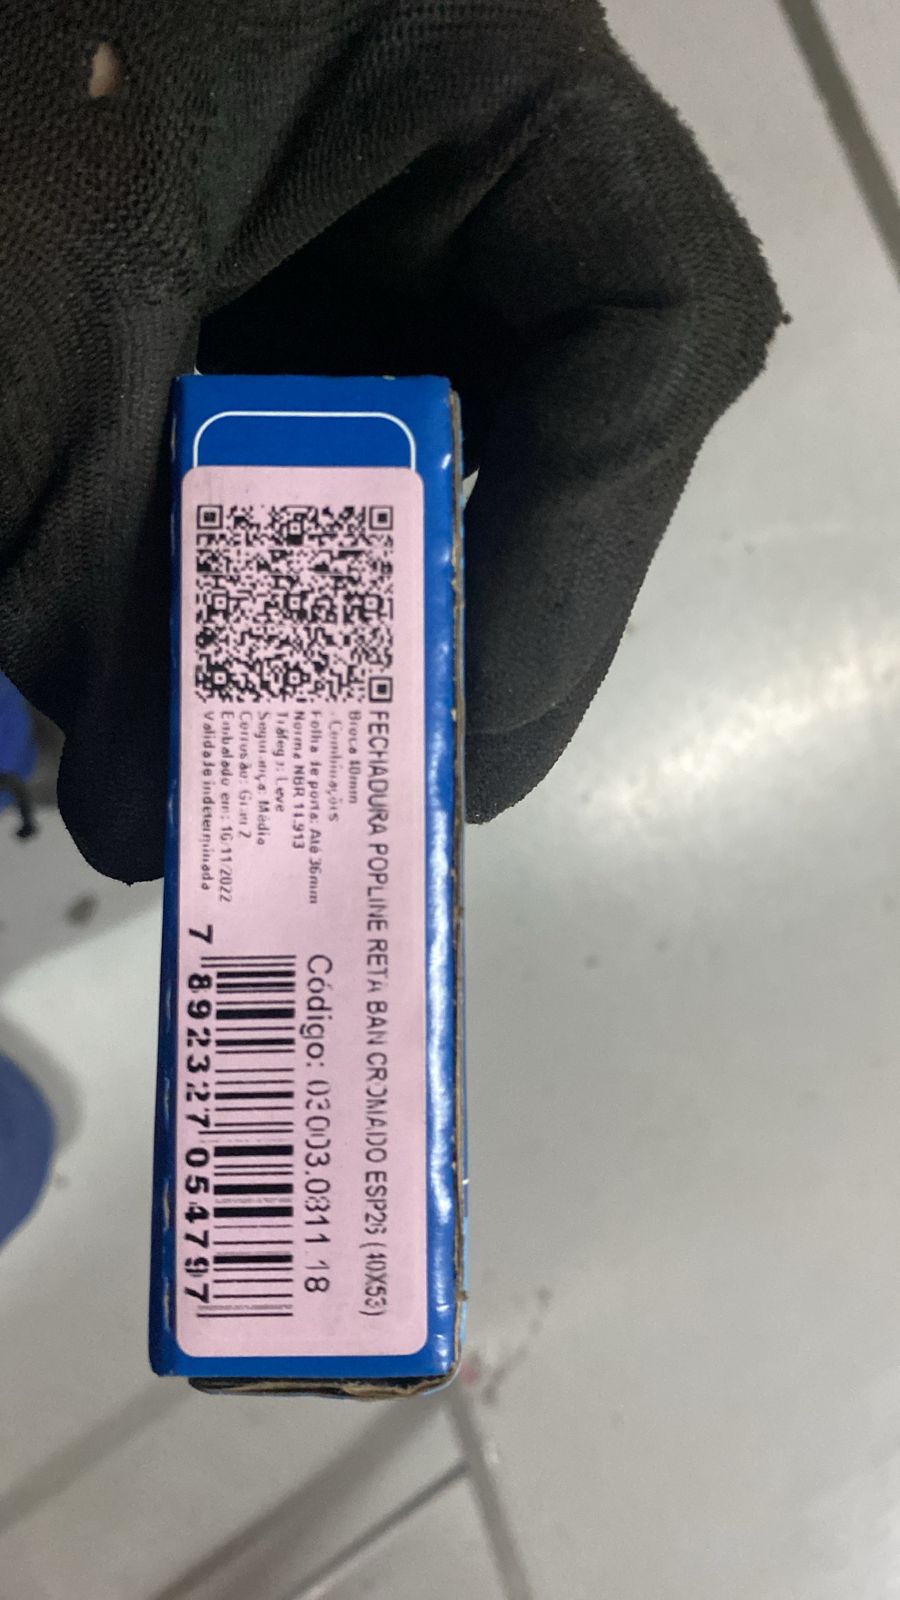 FECHADURA POPLINE RETA BAN CROMADO ESP26 (40X53)
Broca 40mm
Combinações
Folha de porta: Até 36mm
Norma NBR 14.913
Tráfego: Leve
Segurança: Média
Corrosão: Grau 2
Embalado em: 16/11/2022
Validade indeterminada
Código: 03003.0811.18
7 892327 054797